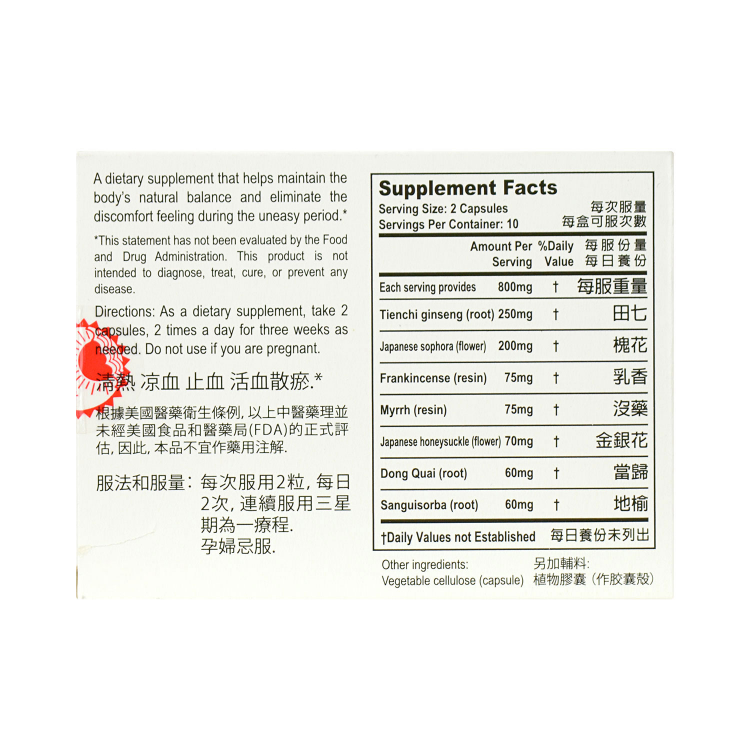 A dietary supplement that helps maintain the
body's natural balance and eliminate the
discomfort feeling during the uneasy period.*
*This statement has not been evaluated by the Food
and Drug Administration. This product is not
intended to diagnose, treat, cure, or prevent any
disease.
Directions: As a dietary supplement, take 2
capsules, 2 times a day for three weeks as
needed. Do not use if you are pregnant.
清熱 凉血 止血 活血散瘀.*
*根據美國醫藥衛生條例, 以上中醫藥理並
未經美國食品和醫藥局(FDA)的正式評
估, 因此, 本品不宜作藥用注解.
服法和服量: 每次服用2粒, 每日
2次, 連續服用三星
期為一療程.
孕婦忌服.
Supplement Facts
Serving Size: 2 Capsules 每次服量
Servings Per Container: 10 每盒可服次數
Amount Per %Daily 每服份量
Serving Value 每日養份
Each serving provides 800mg † 每服重量
Tienchi ginseng (root) 250mg † 田七
Japanese sophora (flower) 200mg † 槐花
Frankincense (resin) 75mg † 乳香
Myrrh (resin) 75mg † 沒藥
Japanese honeysuckle (flower) 70mg † 金銀花
Dong Quai (root) 60mg † 當歸
Sanguisorba (root) 60mg † 地榆
†Daily Values not Established 每日養份未列出
Other ingredients: 另加輔料:
Vegetable cellulose (capsule) 植物膠囊 (作胶囊殼)